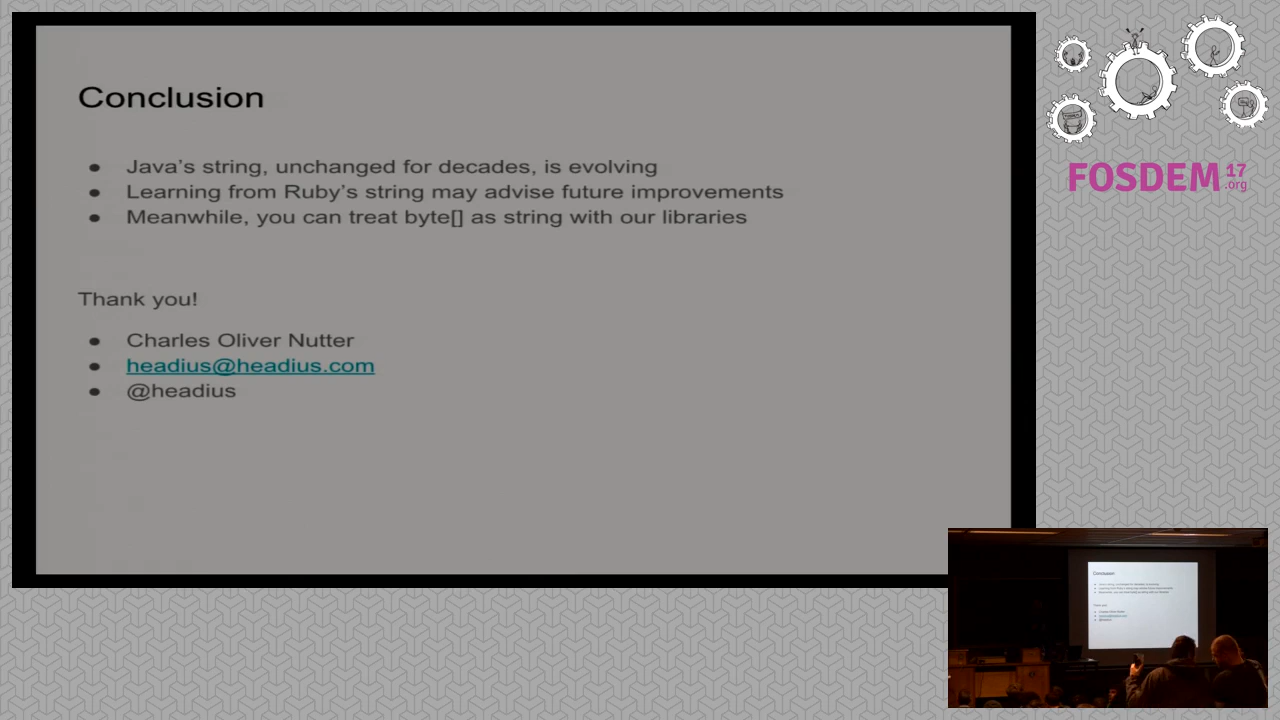 Conclusion
● Java's string, unchanged for decades, is evolving
● Learning from Ruby's string may advise future improvements
● Meanwhile, you can treat byte[] as string with our libraries
Thank you!
● Charles Oliver Nutter
● headius@headius.com
● @headius
FOSDEM 17 .org